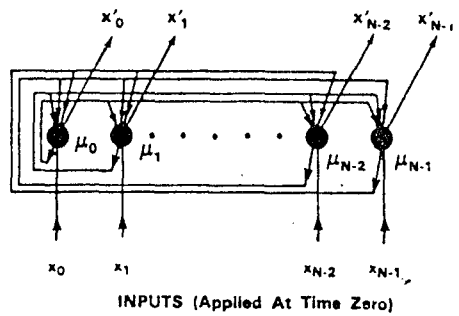 x′₀ x′₁ x′N-2 x′N-1
μ₀ μ₁ μN-2 μN-1
x₀ x₁ xN-2 xN-1
INPUTS (Applied At Time Zero)